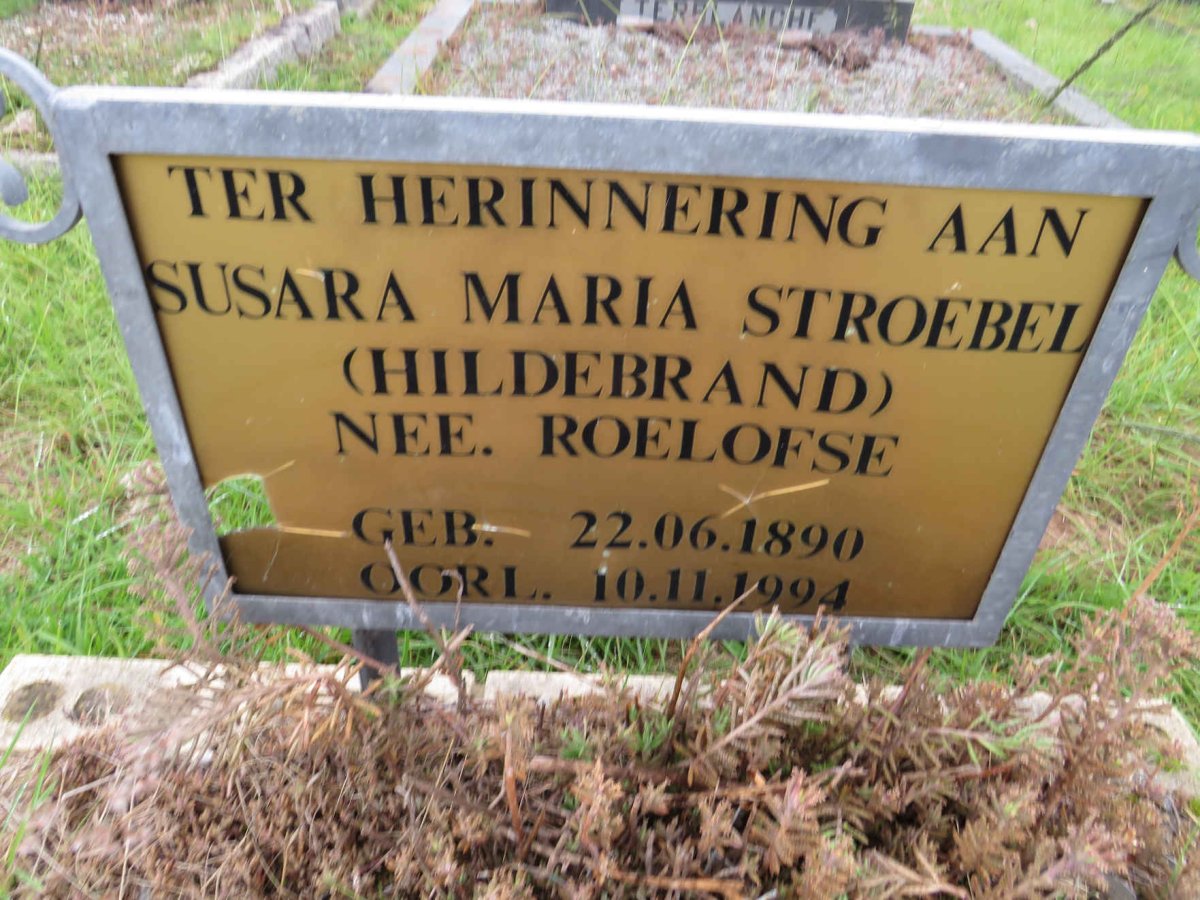 TER HERINNERING AAN
SUSARA MARIA STROEBEL
(HILDEBRAND)
NEE. ROELOFSE
GEB. 22.06.1890
OORL. 10.11.1994